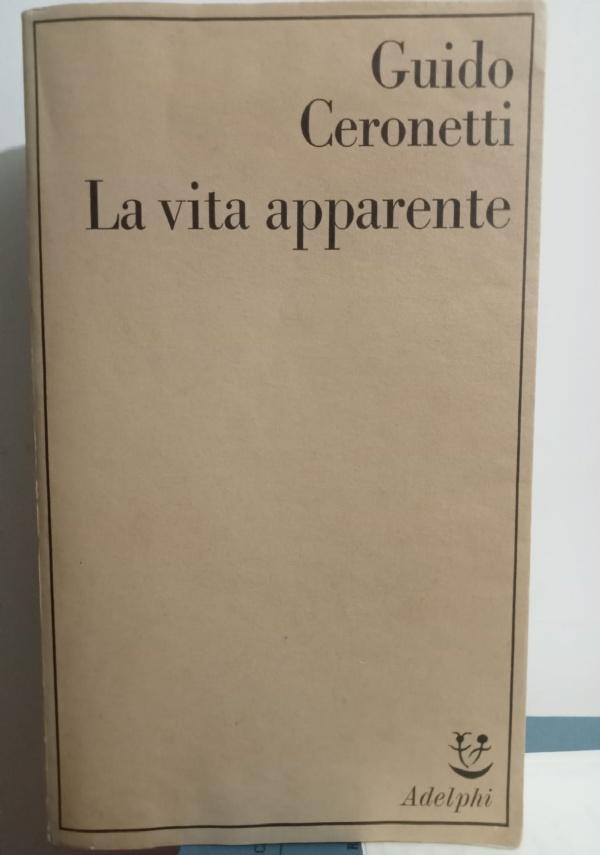 Guido
Ceronetti
La vita apparente
Adelphi